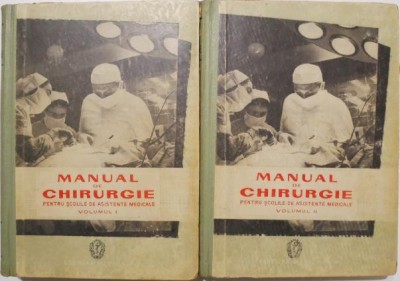 MANUAL
DE
CHIRURGIE
PENTRU ȘCOLILE DE ASISTENTE MEDICALE
VOLUMUL I
MANUAL
DE
CHIRURGIE
PENTRU ȘCOLILE DE ASISTENTE MEDICALE
VOLUMUL II